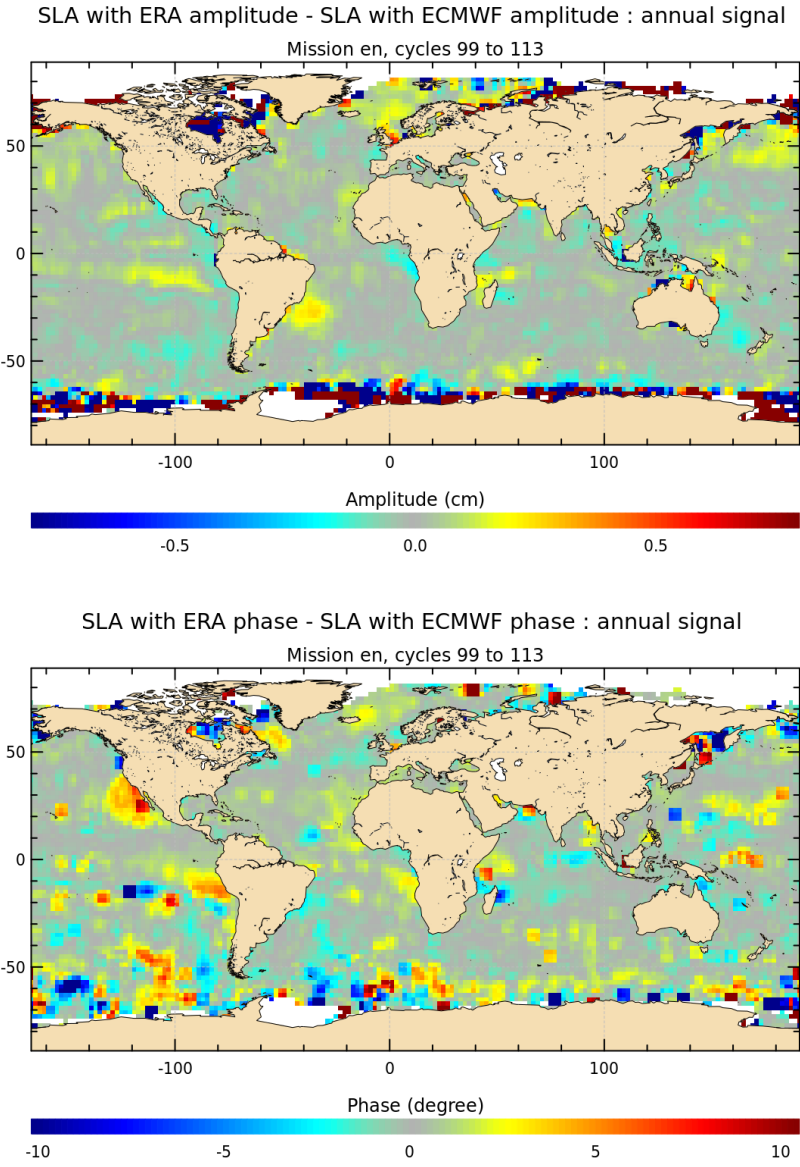 SLA with ERA amplitude - SLA with ECMWF amplitude : annual signal
Mission en, cycles 99 to 113
50
0
-50
-100 0 100
Amplitude (cm)
-0.5 0.0 0.5
SLA with ERA phase - SLA with ECMWF phase : annual signal
Mission en, cycles 99 to 113
50
0
-50
-100 0 100
Phase (degree)
-10 -5 0 5 10